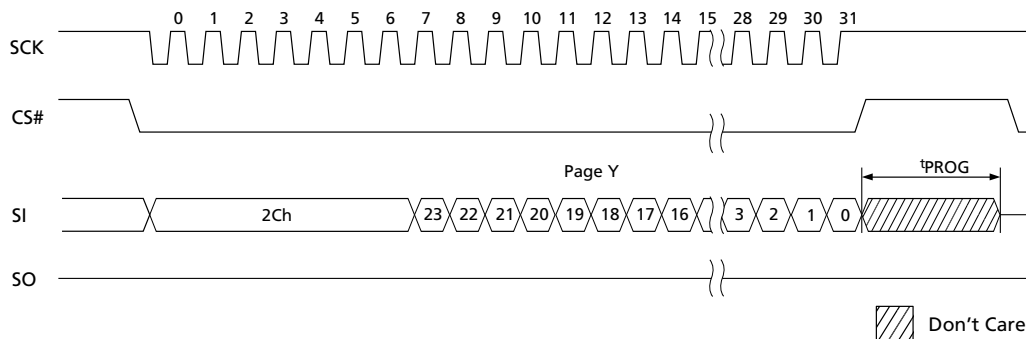 0 1 2 3 4 5 6 7 8 9 10 11 12 13 14 15 28 29 30 31
SCK
CS#
Page Y
tPROG
SI 2Ch 23 22 21 20 19 18 17 16 3 2 1 0
SO
Don't Care